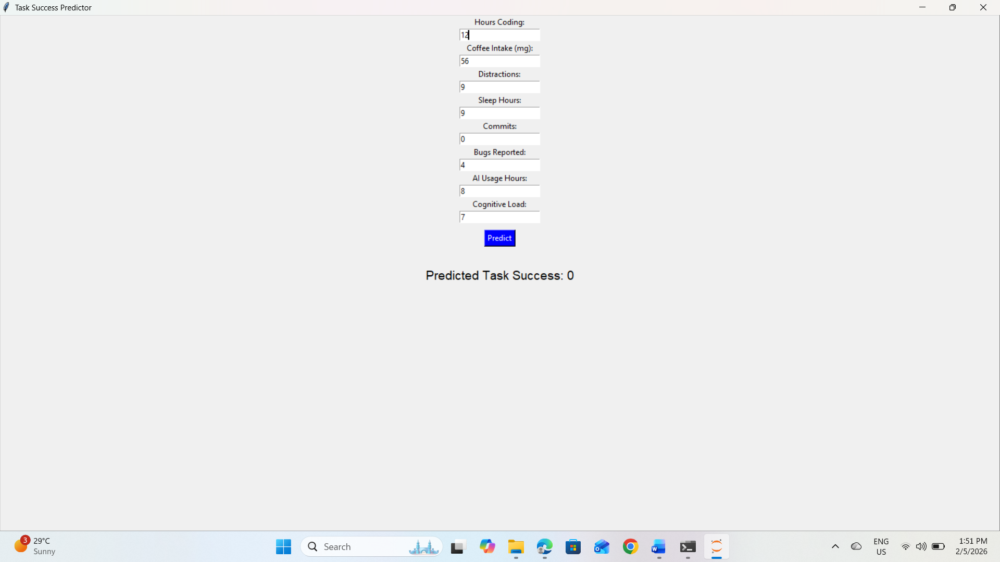 Task Success Predictor
Hours Coding:
12
Coffee Intake (mg):
56
Distractions:
9
Sleep Hours:
9
Commits:
0
Bugs Reported:
4
AI Usage Hours:
8
Cognitive Load:
7
Predict
Predicted Task Success: 0
3
29°C
Sunny
Search
W
ENG
US
1:51 PM
2/5/2026